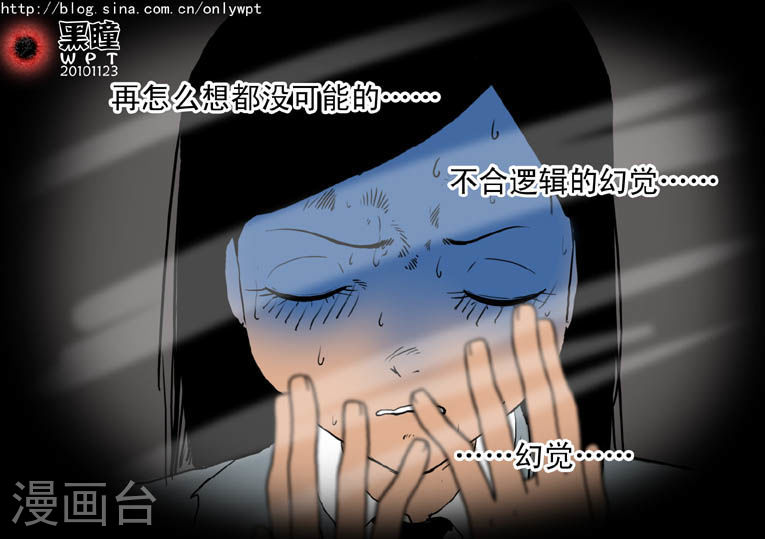 http://blog.sina.com.cn/onlywpt
黑瞳
WPT
20101123
再怎么想都没可能的……
不合逻辑的幻觉……
……幻觉……
漫画台